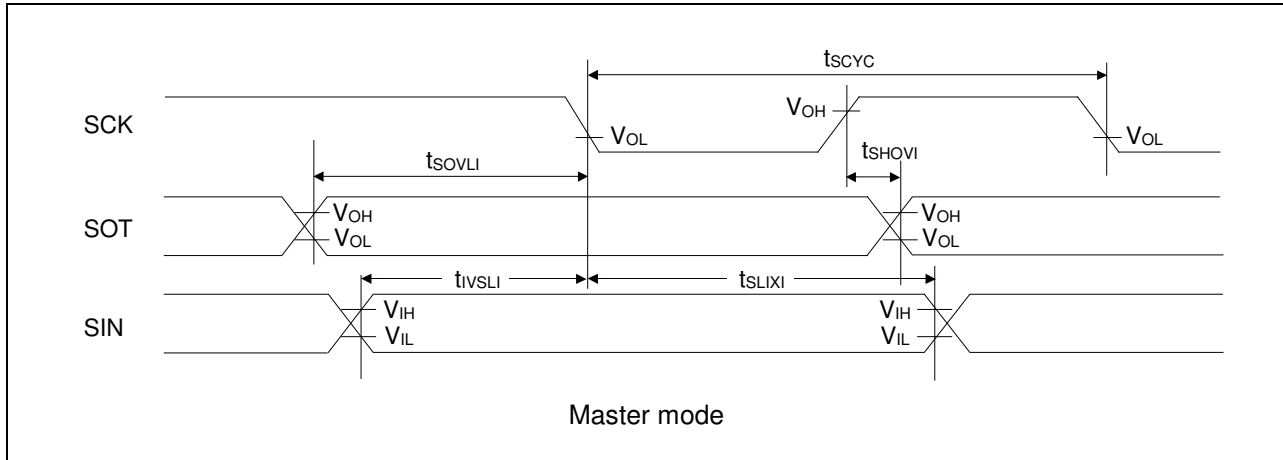 tSCYC
SCK
VOH
VOL
VOL
tSHOVI
tSOVLI
SOT
VOH
VOL
VOH
VOL
tIVSLI
tSLIXI
SIN
VIH
VIL
VIH
VIL
Master mode